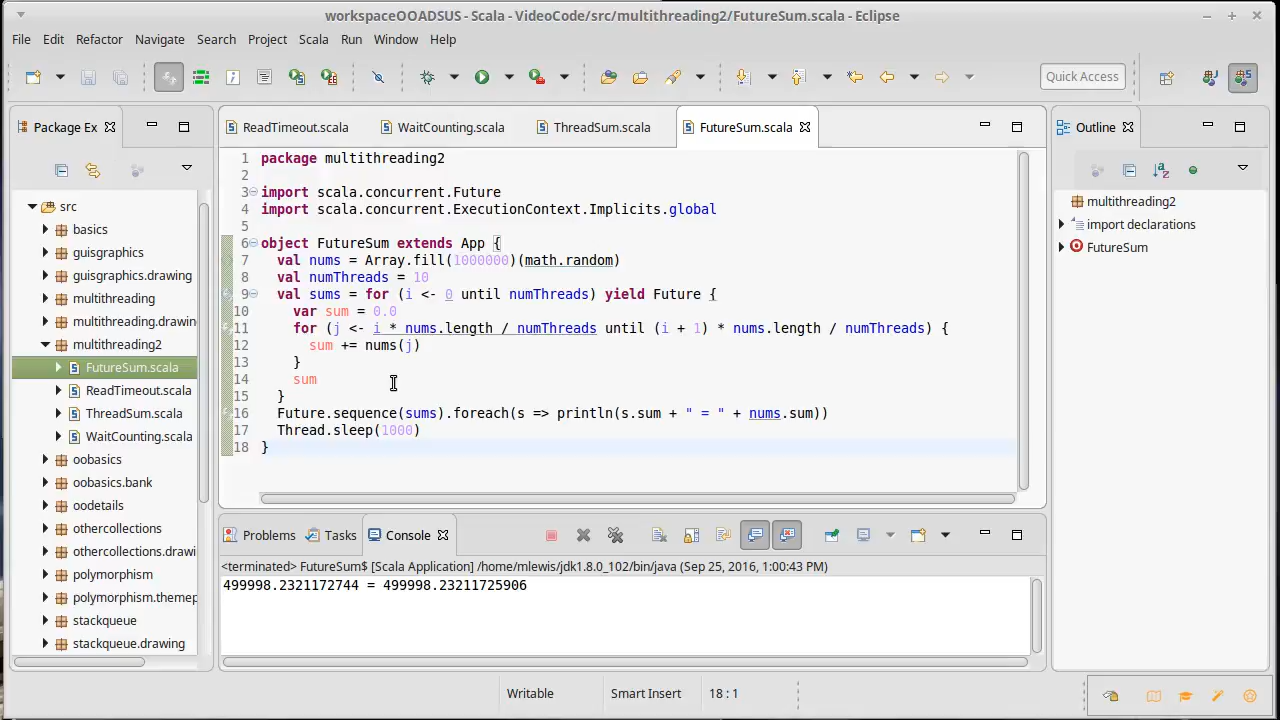 workspaceOOADSUS - Scala - VideoCode/src/multithreading2/FutureSum.scala - Eclipse
File Edit Refactor Navigate Search Project Scala Run Window Help
Quick Access
Package Ex
src
basics
guisgraphics
guisgraphics.drawing
multithreading
multithreading.drawin
multithreading2
FutureSum.scala
ReadTimeout.scala
ThreadSum.scala
WaitCounting.scala
oobasics
oobasics.bank
oodetails
othercollections
othercollections.drawi
polymorphism
polymorphism.themep
stackqueue
stackqueue.drawing
ReadTimeout.scala WaitCounting.scala ThreadSum.scala FutureSum.scala
1 package multithreading2
2
3 import scala.concurrent.Future
4 import scala.concurrent.ExecutionContext.Implicits.global
5
6 object FutureSum extends App {
7 val nums = Array.fill(1000000)(math.random)
8 val numThreads = 10
9 val sums = for (i <- 0 until numThreads) yield Future {
10 var sum = 0.0
11 for (j <- i * nums.length / numThreads until (i + 1) * nums.length / numThreads) {
12 sum += nums(j)
13 }
14 sum
15 }
16 Future.sequence(sums).foreach(s => println(s.sum + " = " + nums.sum))
17 Thread.sleep(1000)
18 }
Outline
multithreading2
import declarations
FutureSum
Problems Tasks Console
<terminated> FutureSum$ [Scala Application] /home/mlewis/jdk1.8.0_102/bin/java (Sep 25, 2016, 1:00:43 PM)
499998.2321172744 = 499998.23211725906
Writable Smart Insert 18 : 1